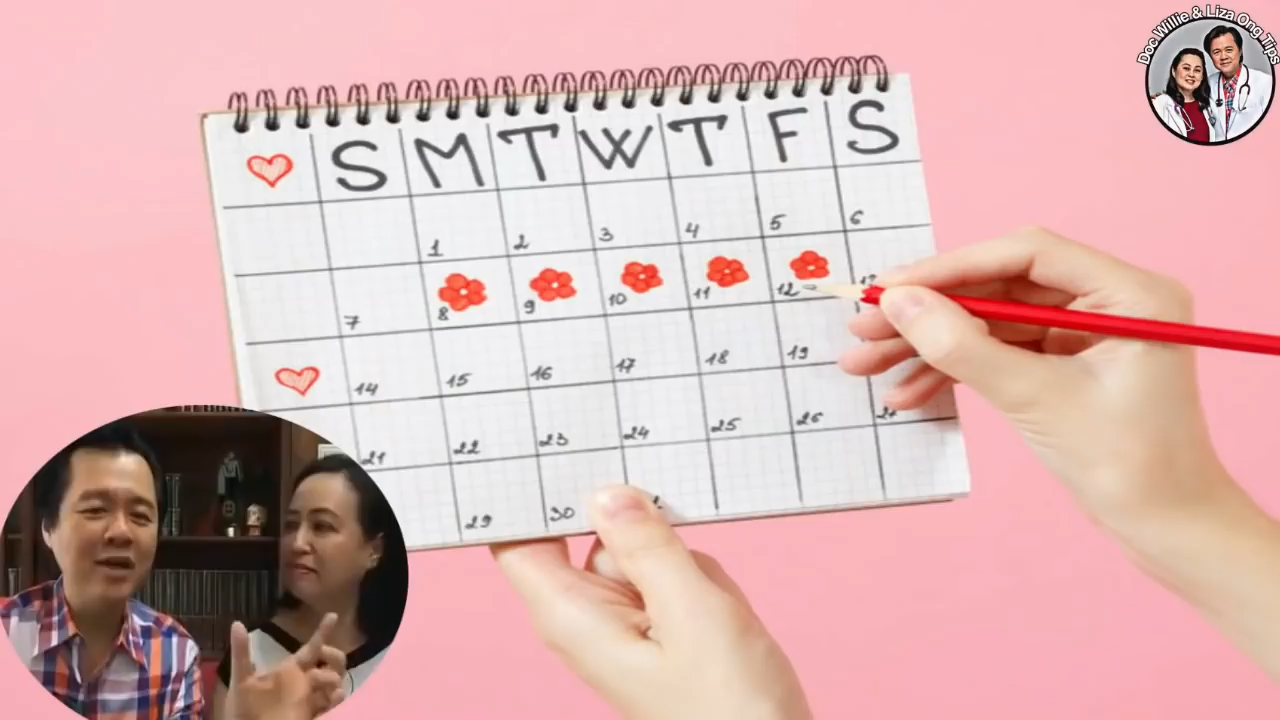 Doc Willie & Liza Ong Tips
S M T W T F S
1 2 3 4 5 6
7 8 9 10 11 12
14 15 16 17 18 19
21 22 23 24 25 26
29 30